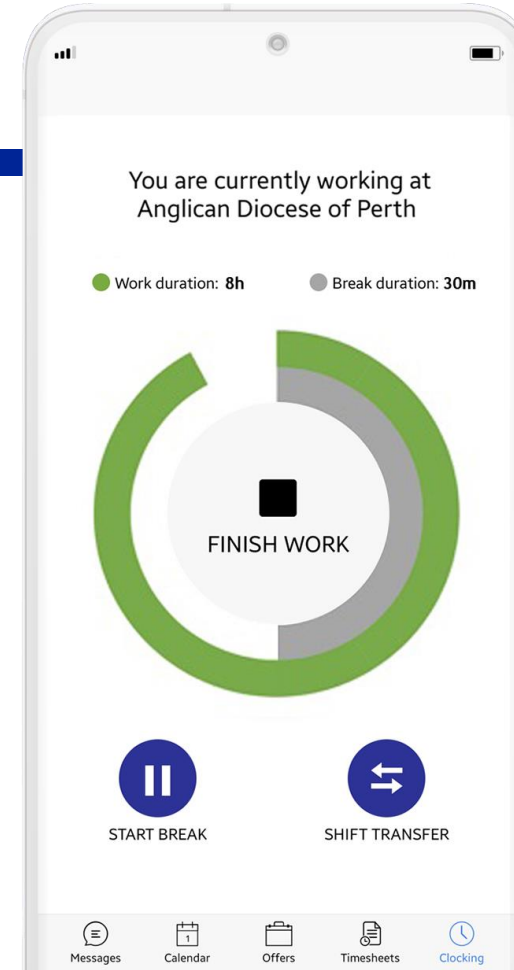 You are currently working at
Anglican Diocese of Perth
Work duration: 8h
Break duration: 30m
FINISH WORK
START BREAK
SHIFT TRANSFER
1
Messages
Calendar
Offers
Timesheets
Clocking